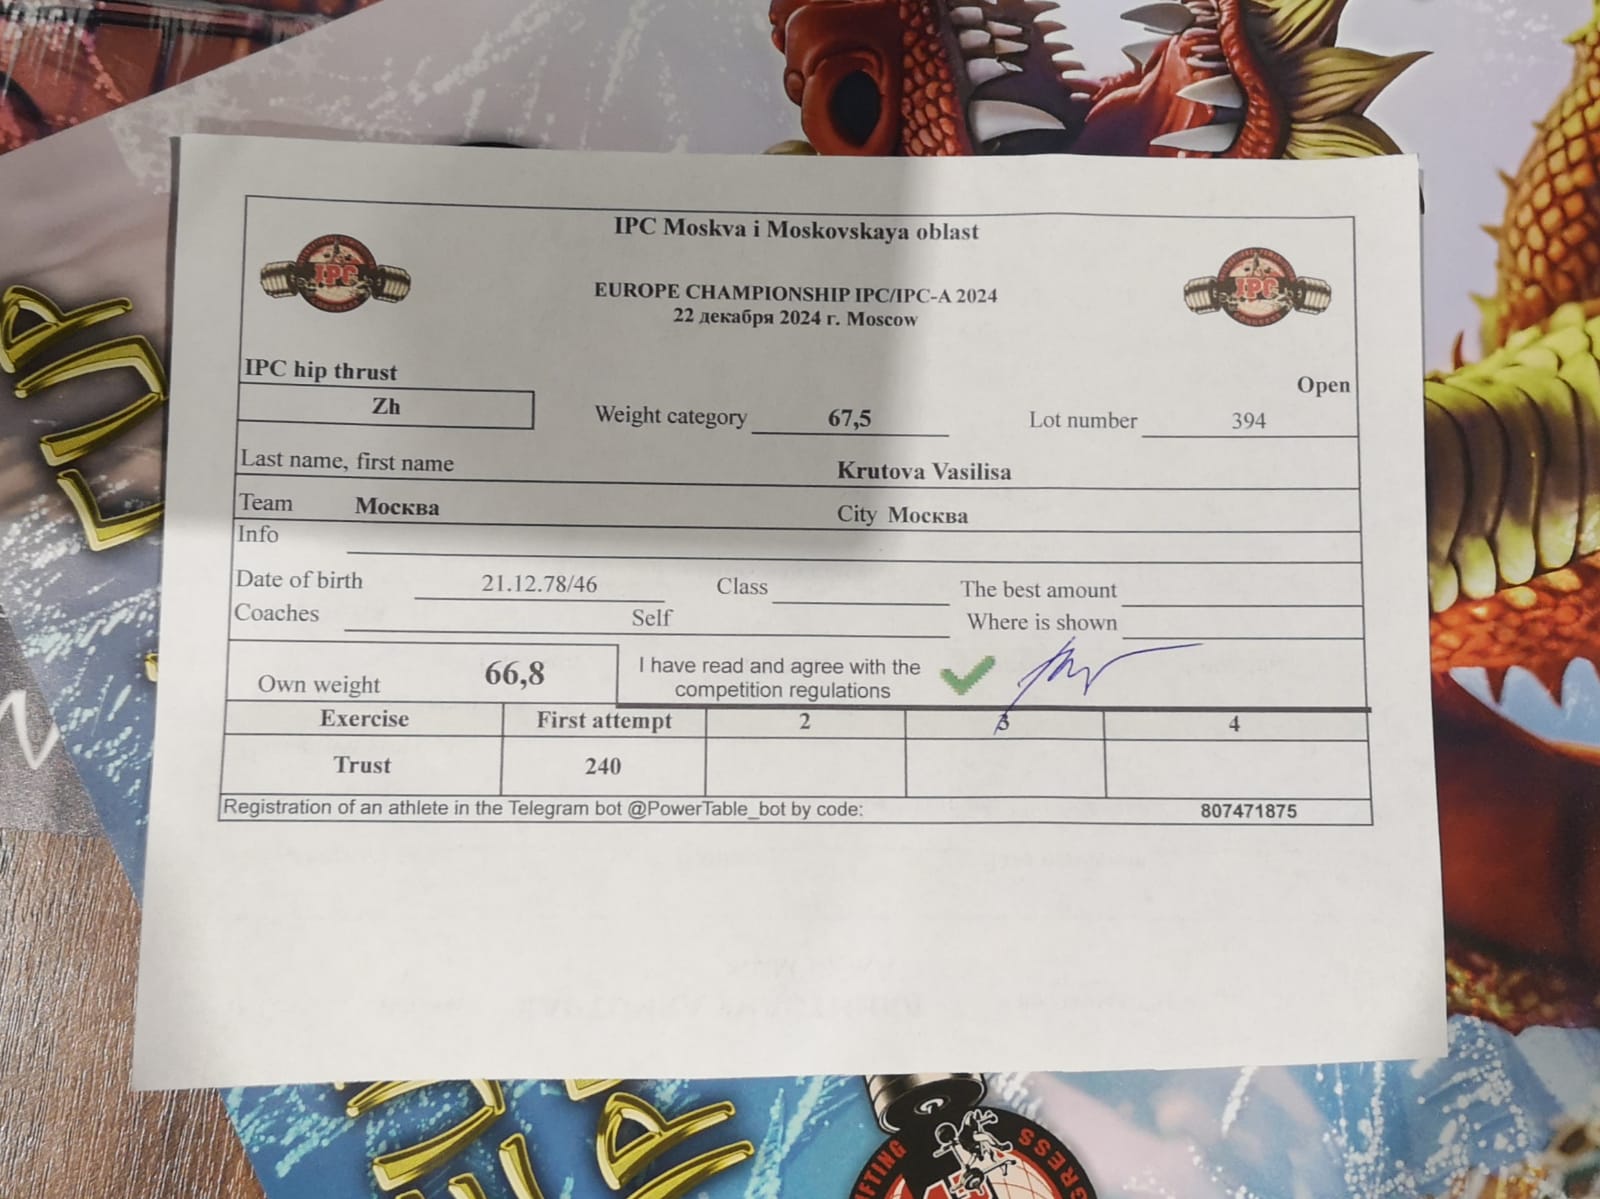 IPC Moskva i Moskovskaya oblast
IPC
IPC
CONGRESS
EUROPE CHAMPIONSHIP IPC/IPC-A 2024
22 декабря 2024 г. Moscow
IPC hip thrust
Open
Zh
Weight category 67,5
Lot number 394
Last name, first name Krutova Vasilisa
Team Москва City Москва
Info
Date of birth 21.12.78/46 Class The best amount
Coaches Self Where is shown
Own weight 66,8
I have read and agree with the
competition regulations
Exercise First attempt 2 3 4
Trust 240
Registration of an athlete in the Telegram bot @PowerTable_bot by code: 807471875